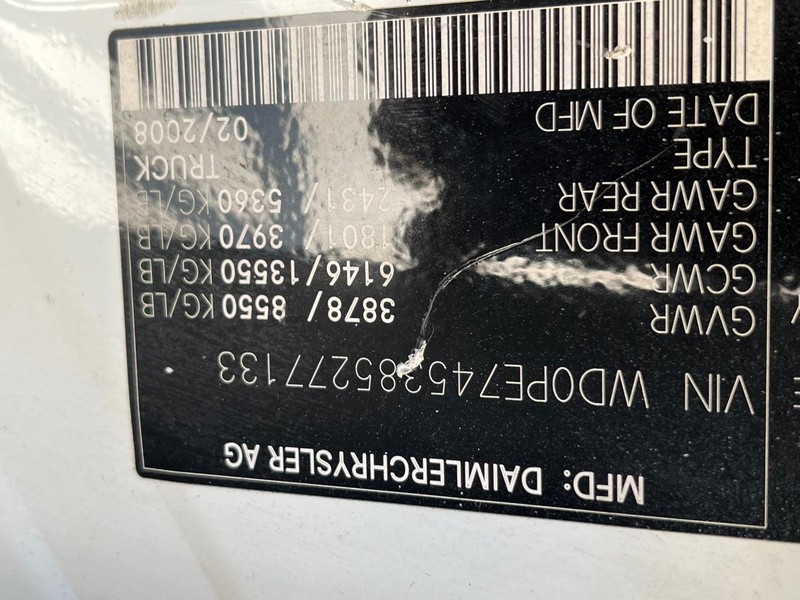 MFD: DAIMLERCHRYSLER AG
VIN WD0PE745385277133
GVWR 3878 / 8550 KG/LB
GCWR 6146/13550 KG/LB
GAWR FRONT 1801 / 3970 KG/LB
GAWR REAR 2431 / 5360 KG/LB
TYPE TRUCK
DATE OF MFD 02/2008